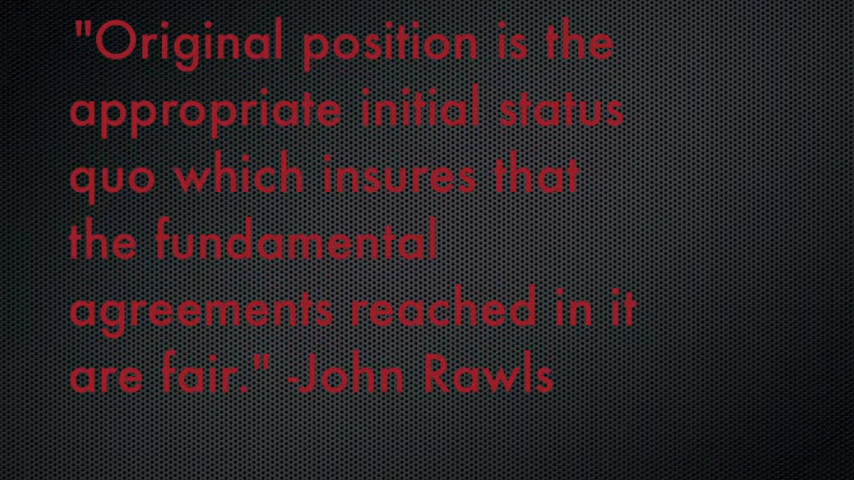 "Original position is the
appropriate initial status
quo which insures that
the fundamental
agreements reached in it
are fair." -John Rawls